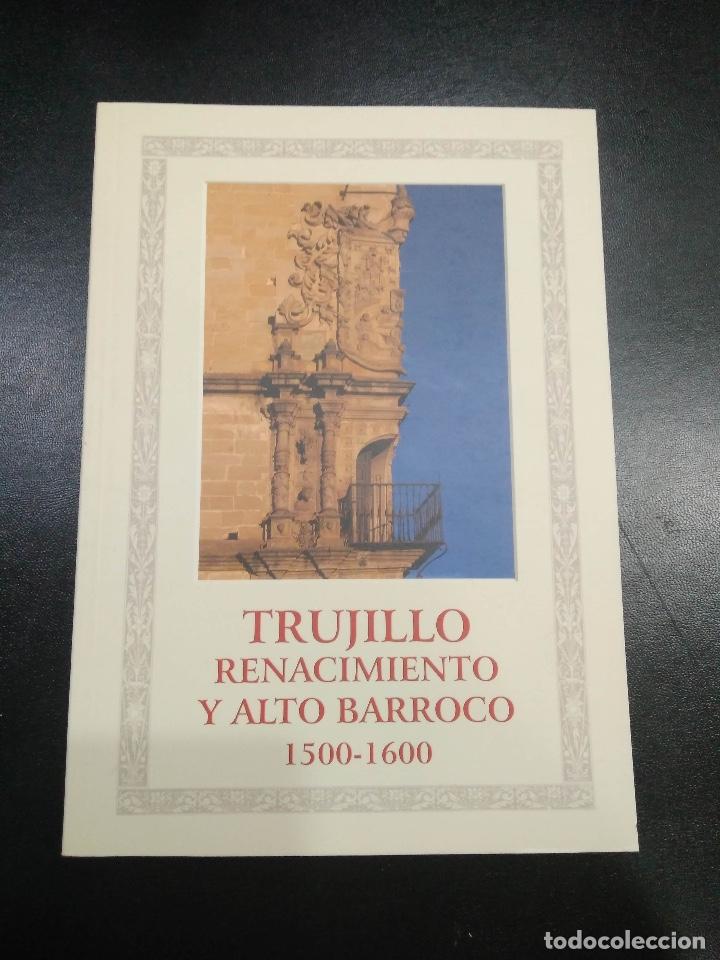 TRUJILLO
RENACIMIENTO
Y ALTO BARROCO
1500-1600
todocoleccion